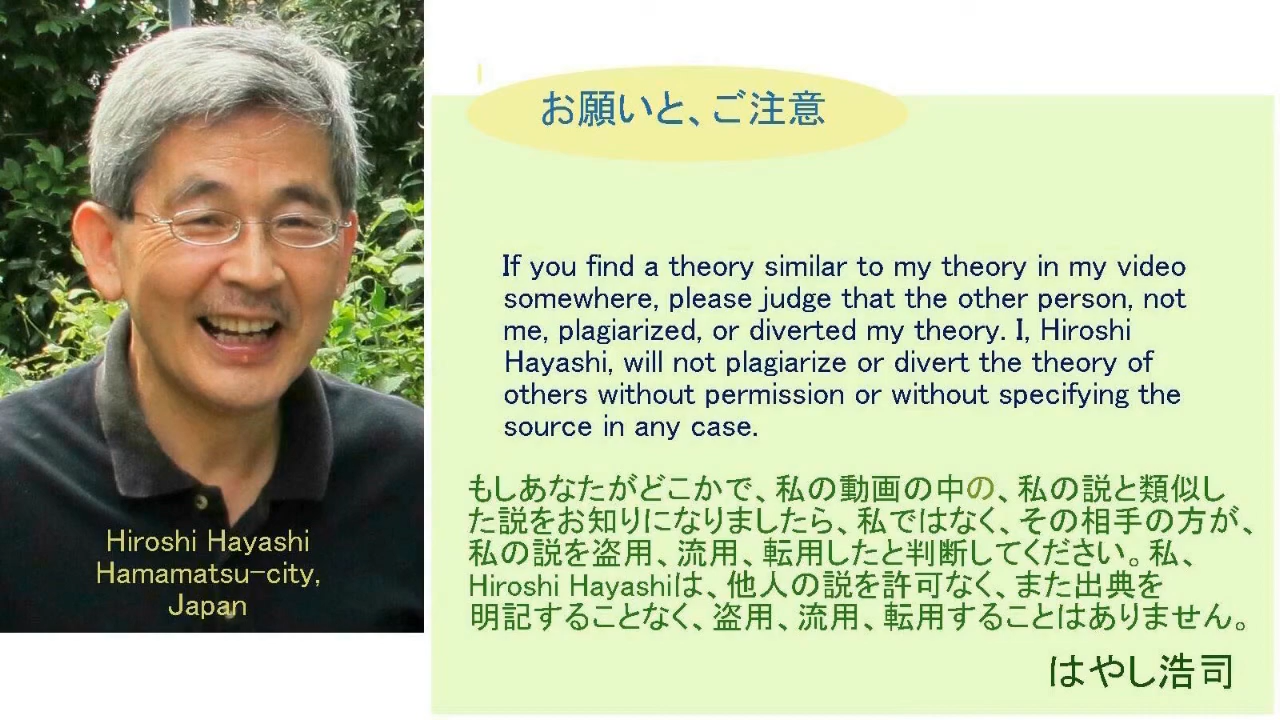 お願いと、ご注意
If you find a theory similar to my theory in my video
somewhere, please judge that the other person, not
me, plagiarized, or diverted my theory. I, Hiroshi
Hayashi, will not plagiarize or divert the theory of
others without permission or without specifying the
source in any case.
もしあなたがどこかで、私の動画の中の、私の説と類似し
た説をお知りになりましたら、私ではなく、その相手の方が、
私の説を盗用、流用、転用したと判断してください。私、
Hiroshi Hayashiは、他人の説を許可なく、また出典を
明記することなく、盗用、流用、転用することはありません。
はやし浩司
Hiroshi Hayashi
Hamamatsu-city,
Japan